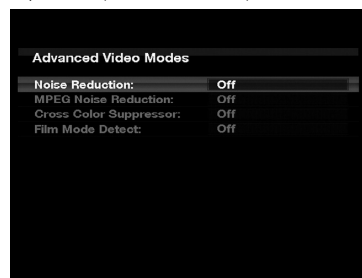 Advanced Video Modes
Noise Reduction: Off
MPEG Noise Reduction: Off
Cross Color Suppressor: Off
Film Mode Detect: Off